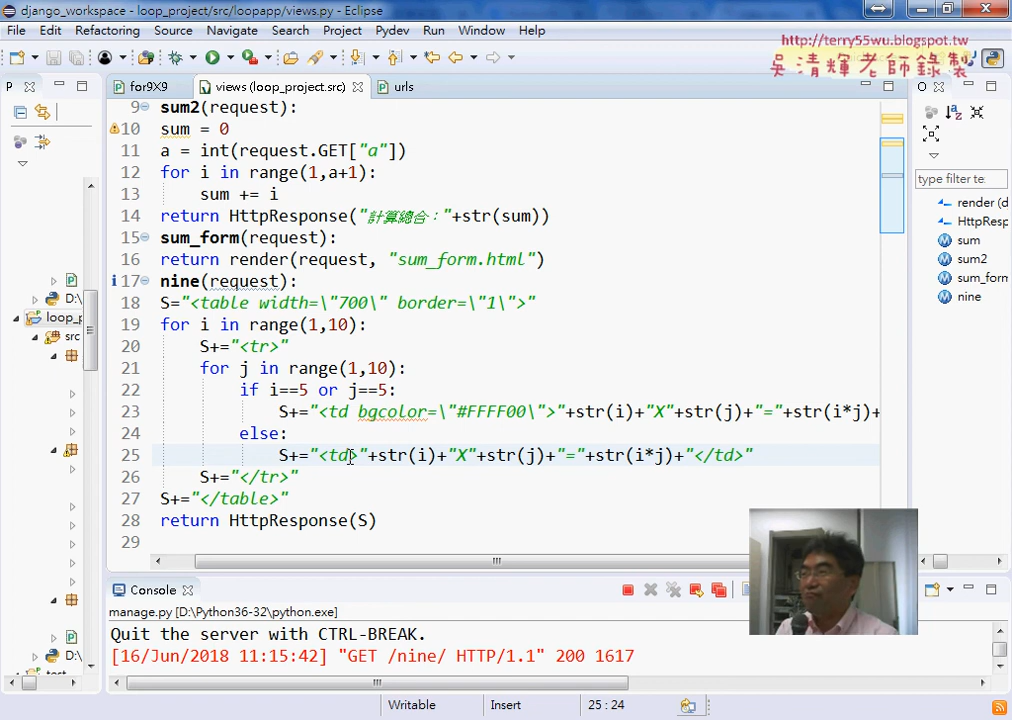 django_workspace - loop_project/src/loopapp/views.py - Eclipse
File Edit Refactoring Source Navigate Search Project Pydev Run Window Help
http://terry55wu.blogspot.tw
吳清輝老師錄製
P
for9X9
views (loop_project.src)
urls
O
9 sum2(request):
10 sum = 0
11 a = int(request.GET["a"])
12 for i in range(1,a+1):
13 sum += i
14 return HttpResponse("計算總合："+str(sum))
15 sum_form(request):
16 return render(request, "sum_form.html")
17 nine(request):
18 S="<table width=\"700\" border=\"1\">"
19 for i in range(1,10):
20 S+="<tr>"
21 for j in range(1,10):
22 if i==5 or j==5:
23 S+="<td bgcolor=\"#FFFF00\">"+str(i)+"X"+str(j)+"="+str(i*j)+
24 else:
25 S+="<td>"+str(i)+"X"+str(j)+"="+str(i*j)+"</td>"
26 S+="</tr>"
27 S+="</table>"
28 return HttpResponse(S)
29
D:\
loop_p
src
D:\
type filter te
render (d
HttpResp
sum
sum2
sum_form
nine
Console
manage.py [D:\Python36-32\python.exe]
Quit the server with CTRL-BREAK.
[16/Jun/2018 11:15:42] "GET /nine/ HTTP/1.1" 200 1617
Writable Insert 25 : 24